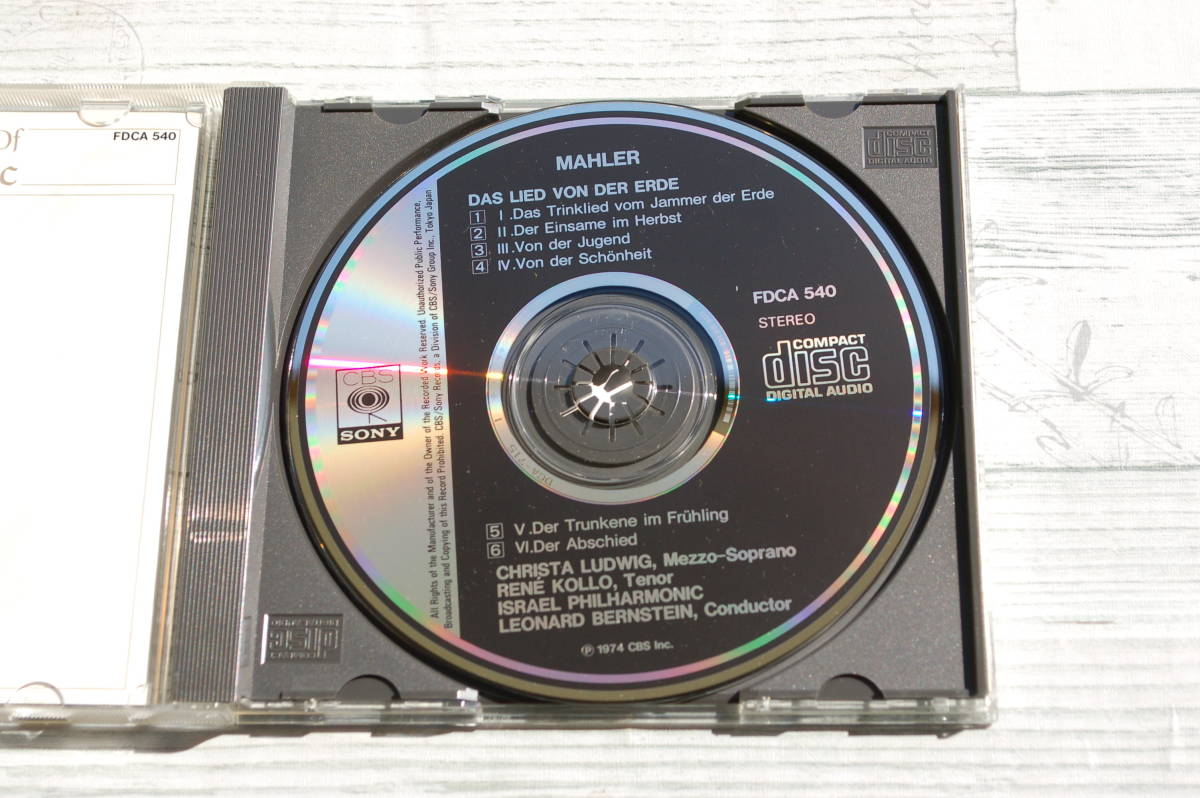 Of
FDCA 540
C
COMPACT
disc
DIGITAL AUDIO
MAHLER
DAS LIED VON DER ERDE
1 I.Das Trinklied vom Jammer der Erde
2 II.Der Einsame im Herbst
3 III.Von der Jugend
4 IV.Von der Schönheit
FDCA 540
STEREO
COMPACT
disc
DIGITAL AUDIO
CBS
SONY
All Rights of the Manufacturer and of the Owner of the Recorded Work Reserved. Unauthorized Public Performance,
Broadcasting and Copying of this Record Prohibited. CBS/Sony Records, a Division of CBS/Sony Group Inc., Tokyo Japan
5 V.Der Trunkene im Frühling
6 VI.Der Abschied
CHRISTA LUDWIG, Mezzo-Soprano
RENÉ KOLLO, Tenor
ISRAEL PHILHARMONIC
LEONARD BERNSTEIN, Conductor
Ⓟ 1974 CBS Inc.
COMPACT
disc
DIGITAL AUDIO